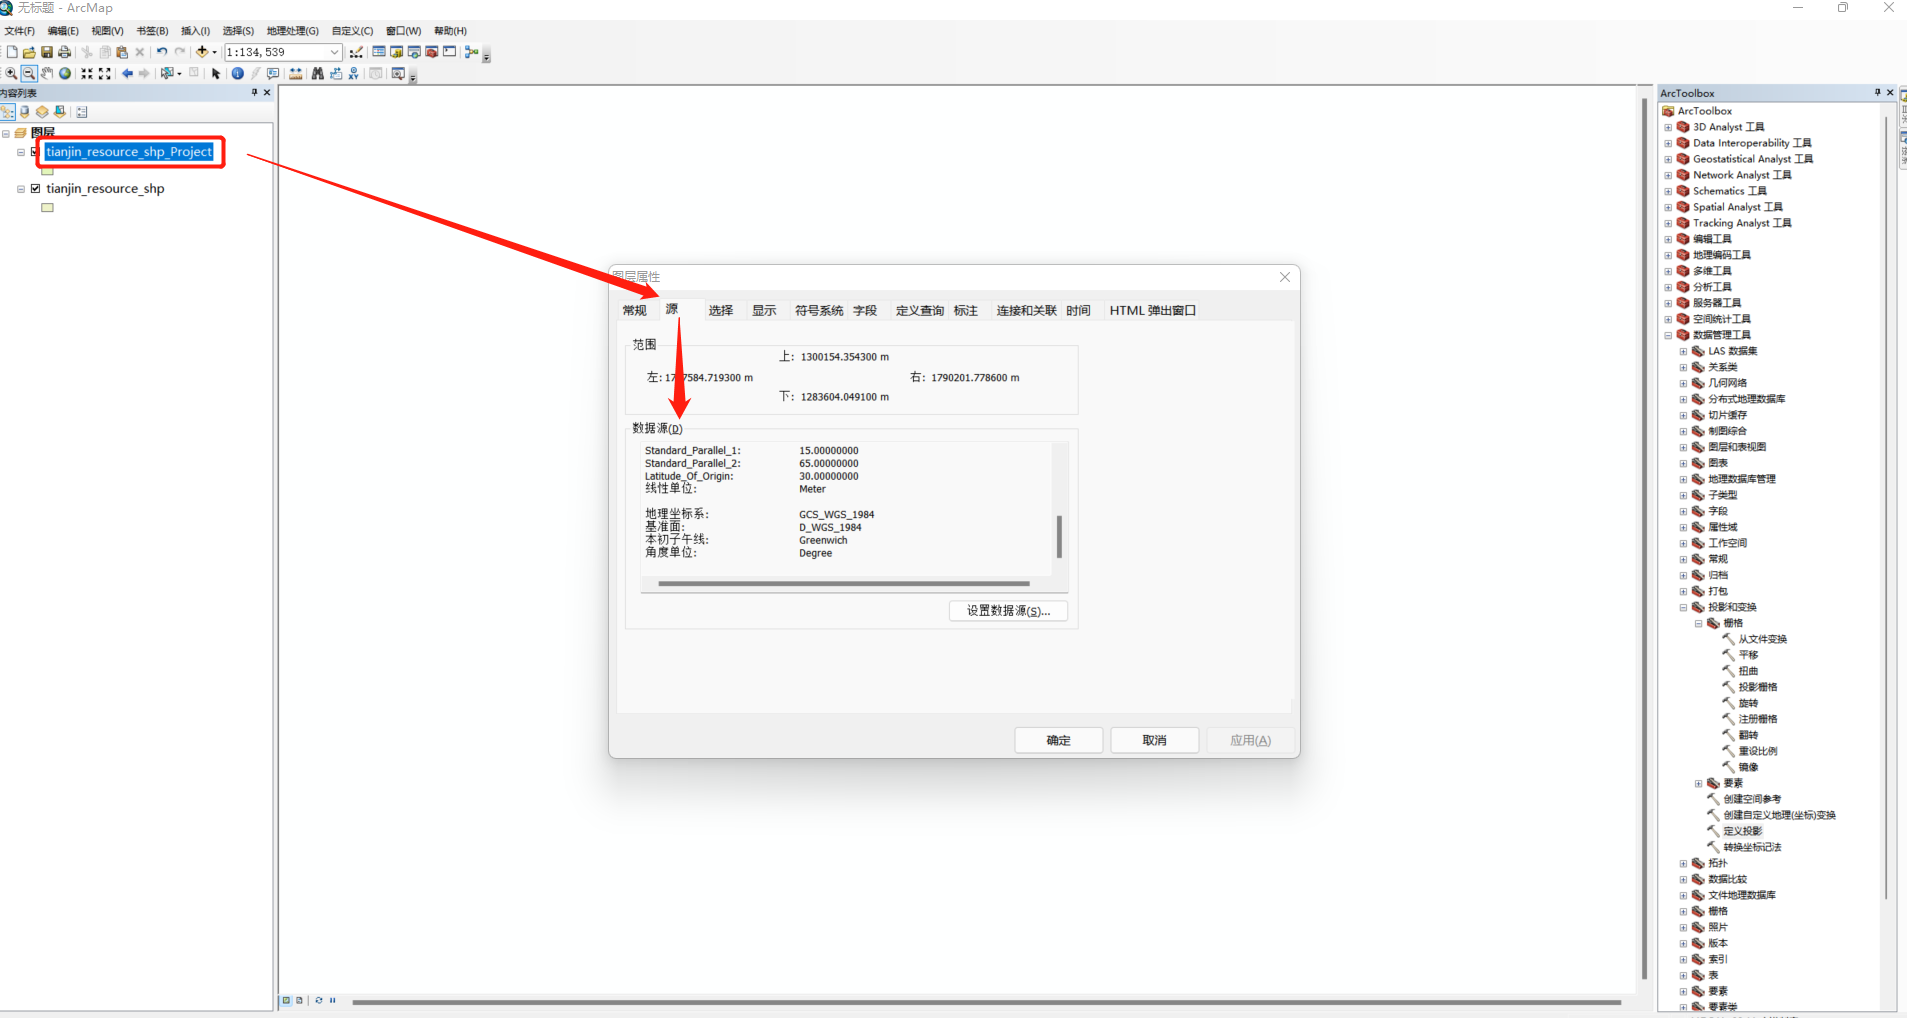 无标题 - ArcMap
文件(F) 编辑(E) 视图(V) 书签(B) 插入(I) 选择(S) 地理处理(G) 自定义(C) 窗口(W) 帮助(H)
1:134,539
内容列表
图层
tianjin_resource_shp_Project
tianjin_resource_shp
图层属性
常规 源 选择 显示 符号系统 字段 定义查询 标注 连接和关联 时间 HTML 弹出窗口
范围
上: 1300154.354300 m
左: 17 7584.719300 m 右: 1790201.778600 m
下: 1283604.049100 m
数据源(D)
Standard_Parallel_1: 15.00000000
Standard_Parallel_2: 65.00000000
Latitude_Of_Origin: 30.00000000
线性单位: Meter
地理坐标系: GCS_WGS_1984
基准面: D_WGS_1984
本初子午线: Greenwich
角度单位: Degree
设置数据源(S)...
确定 取消 应用(A)
ArcToolbox
ArcToolbox
3D Analyst 工具
Data Interoperability 工具
Geostatistical Analyst 工具
Network Analyst 工具
Schematics 工具
Spatial Analyst 工具
Tracking Analyst 工具
编辑工具
地理编码工具
多维工具
分析工具
服务器工具
空间统计工具
数据管理工具
LAS 数据集
关系类
几何网络
分布式地理数据库
切片缓存
制图综合
图层和表视图
图表
地理数据库管理
子类型
字段
属性域
工作空间
常规
归档
打包
投影和变换
栅格
从文件变换
平移
扭曲
投影栅格
旋转
注册栅格
翻转
重设比例
镜像
要素
创建空间参考
创建自定义地理(坐标)变换
定义投影
转换坐标记法
拓扑
数据比较
文件地理数据库
栅格
照片
版本
索引
表
要素
要素类